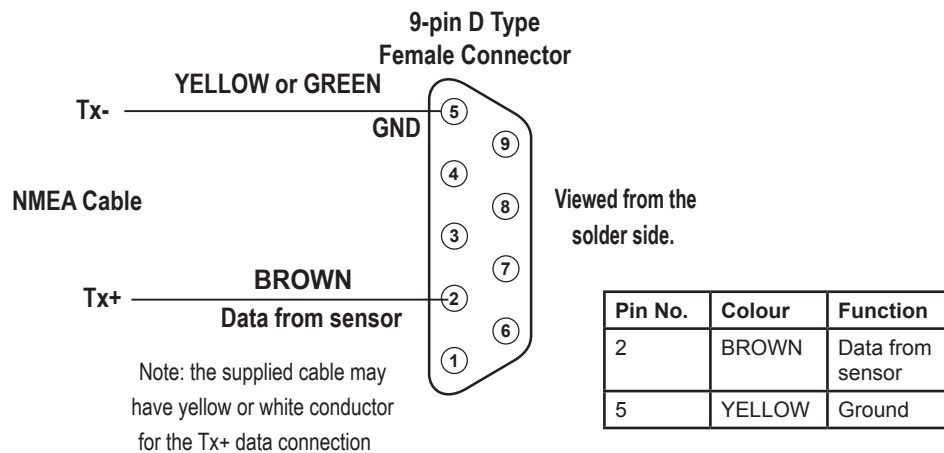 9-pin D Type
Female Connector
YELLOW or GREEN
Tx-
GND
5
9
4
NMEA Cable
8
Viewed from the
solder side.
3
7
BROWN
Tx+
2
Data from sensor
6
1
Note: the supplied cable may
have yellow or white conductor
for the Tx+ data connection
Pin No. Colour Function
2 BROWN Data from
sensor
5 YELLOW Ground